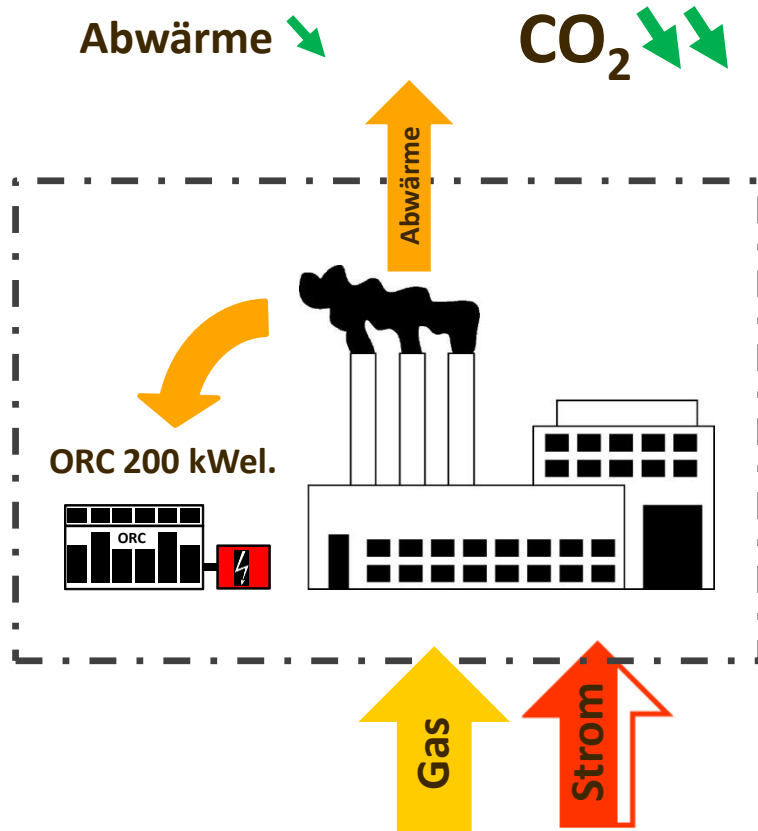 Abwärme
CO₂
Abwärme
ORC 200 kWel.
ORC
Gas
Strom